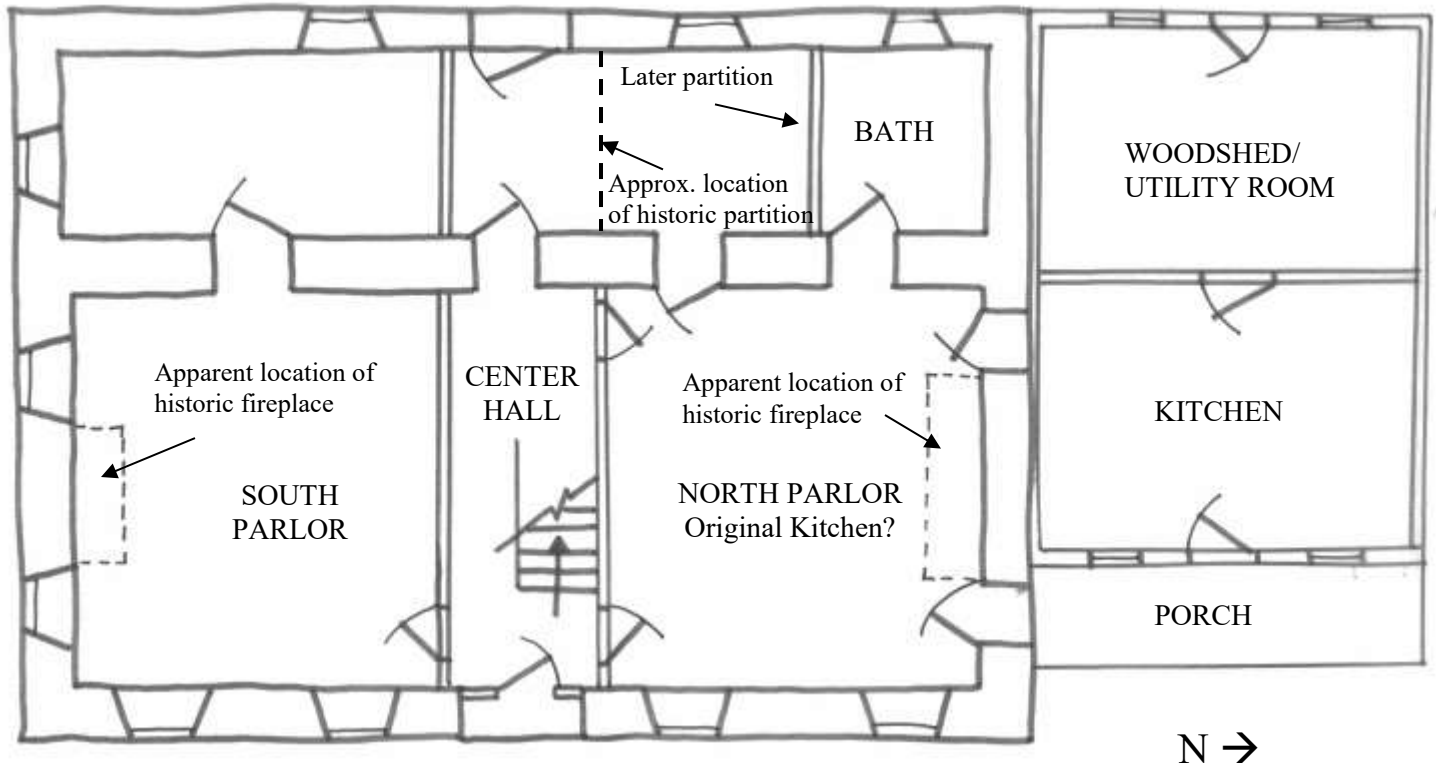 Later partition
BATH
WOODSHED/
UTILITY ROOM
Approx. location
of historic partition
Apparent location of
historic fireplace
CENTER
HALL
Apparent location of
historic fireplace
KITCHEN
SOUTH
PARLOR
NORTH PARLOR
Original Kitchen?
PORCH
N →